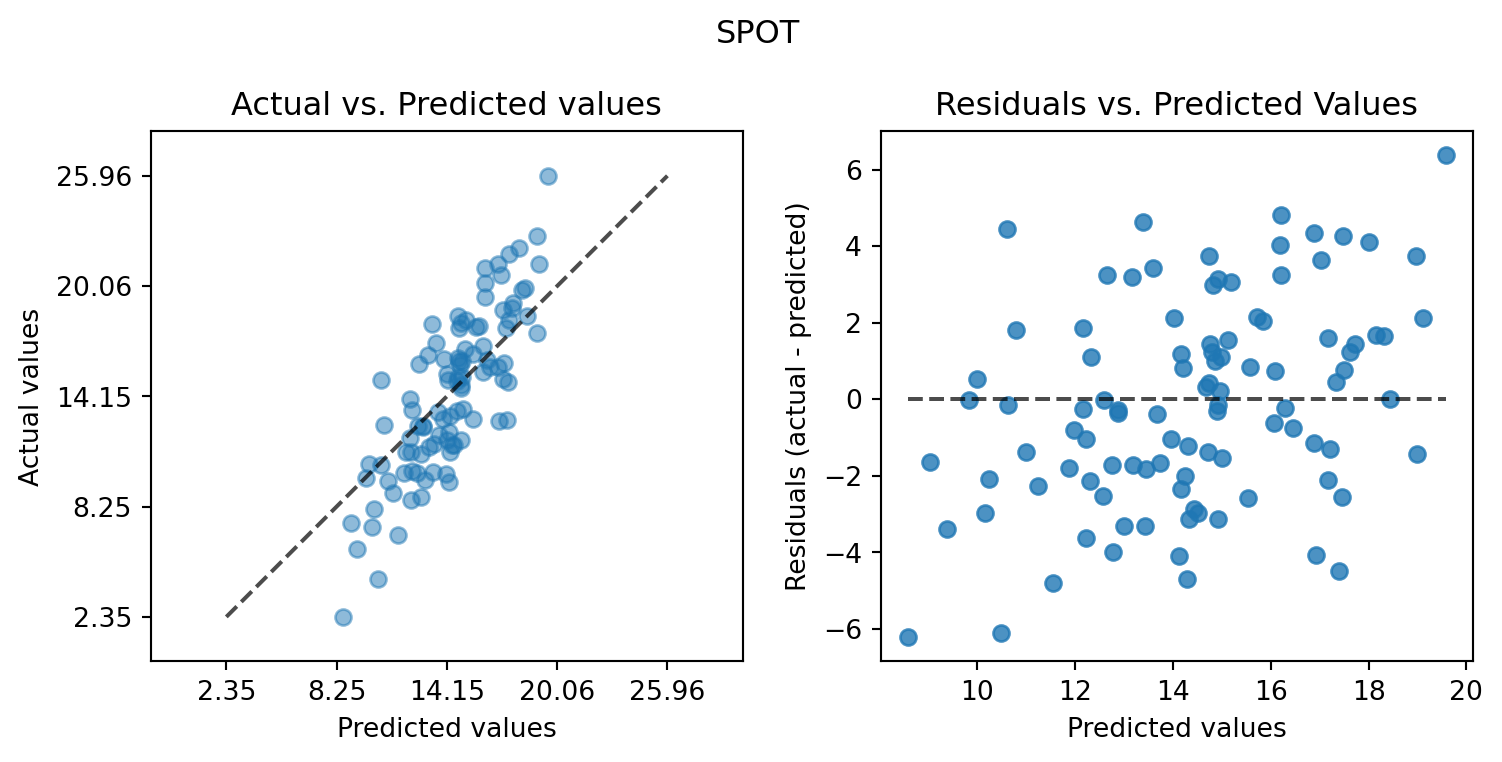 SPOT
Actual vs. Predicted values
Actual values
25.96
20.06
14.15
8.25
2.35
2.35 8.25 14.15 20.06 25.96
Predicted values
Residuals vs. Predicted Values
Residuals (actual - predicted)
6
4
2
0
−2
−4
−6
10 12 14 16 18 20
Predicted values